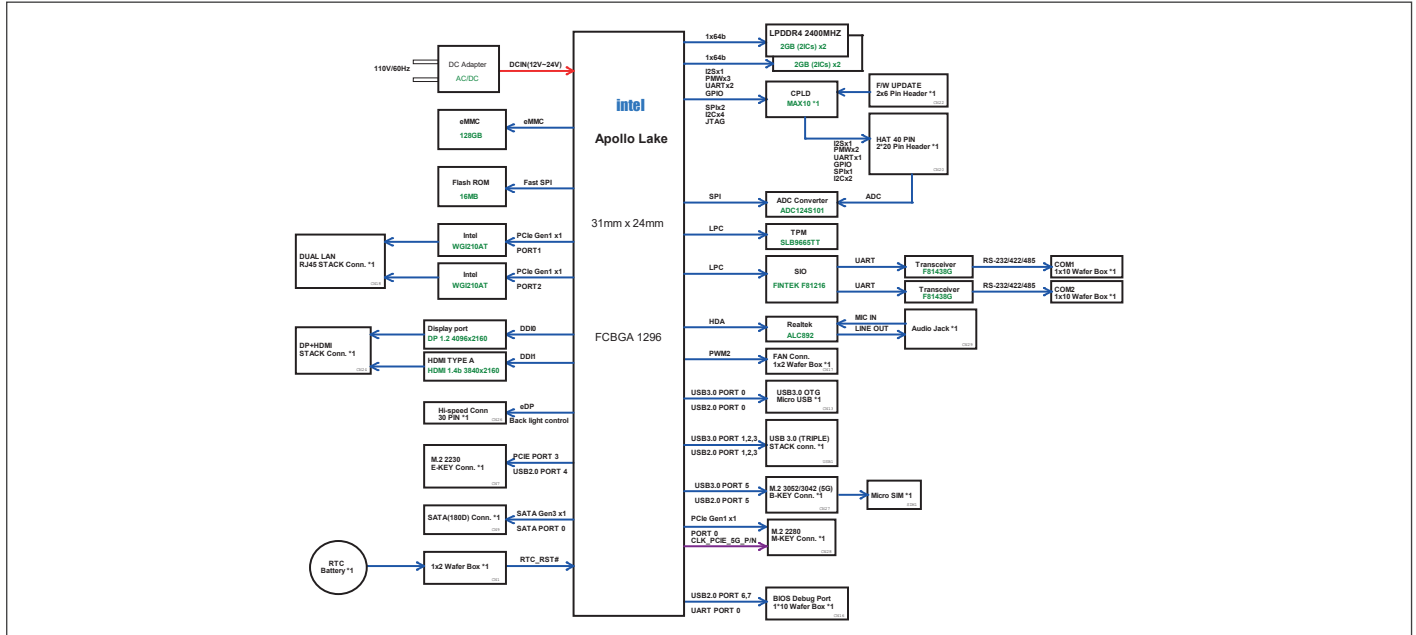 110V/60Hz
DC Adapter
AC/DC
DCIN(12V~24V)
eMMC
128GB
eMMC
Flash ROM
16MB
Fast SPI
DUAL LAN
RJ45 STACK Conn. *1
Intel
WGI210AT
PCIe Gen1 x1
PORT1
Intel
WGI210AT
PCIe Gen1 x1
PORT2
DP+HDMI
STACK Conn. *1
Display port
DP 1.2 4096x2160
DDI0
HDMI TYPE A
HDMI 1.4b 3840x2160
DDI1
Hi-speed Conn
30 PIN *1
eDP
Back light control
M.2 2230
E-KEY Conn. *1
PCIE PORT 3
USB2.0 PORT 4
SATA(180D) Conn. *1
SATA Gen3 x1
SATA PORT 0
RTC
Battery *1
1x2 Wafer Box *1
RTC_RST#
intel
Apollo Lake
31mm x 24mm
FCBGA 1296
1x64b
LPDDR4 2400MHZ
2GB (2ICs) x2
1x64b
2GB (2ICs) x2
I2Sx1
PMWx3
UARTx2
GPIO
SPIx2
I2Cx4
JTAG
CPLD
MAX10 *1
F/W UPDATE
2x6 Pin Header *1
I2Sx1
PMWx2
UARTx1
GPIO
SPIx1
I2Cx2
HAT 40 PIN
2*20 Pin Header *1
SPI
ADC Converter
ADC124S101
ADC
LPC
TPM
SLB9665TT
LPC
SIO
FINTEK F81216
UART
Transceiver
F81438G
RS-232/422/485
COM1
1x10 Wafer Box *1
UART
Transceiver
F81438G
RS-232/422/485
COM2
1x10 Wafer Box *1
HDA
Realtek
ALC892
MIC IN
LINE OUT
Audio Jack *1
PWM2
FAN Conn.
1x2 Wafer Box *1
USB3.0 PORT 0
USB2.0 PORT 0
USB3.0 OTG
Micro USB *1
USB3.0 PORT 1,2,3
USB2.0 PORT 1,2,3
USB 3.0 (TRIPLE)
STACK conn. *1
USB3.0 PORT 5
USB2.0 PORT 5
M.2 3052/3042 (5G)
B-KEY Conn. *1
Micro SIM *1
PCIe Gen1 x1
PORT 0
CLK_PCIE_5G_P/N
M.2 2280
M-KEY Conn. *1
USB2.0 PORT 6,7
UART PORT 0
BIOS Debug Port
1*10 Wafer Box *1